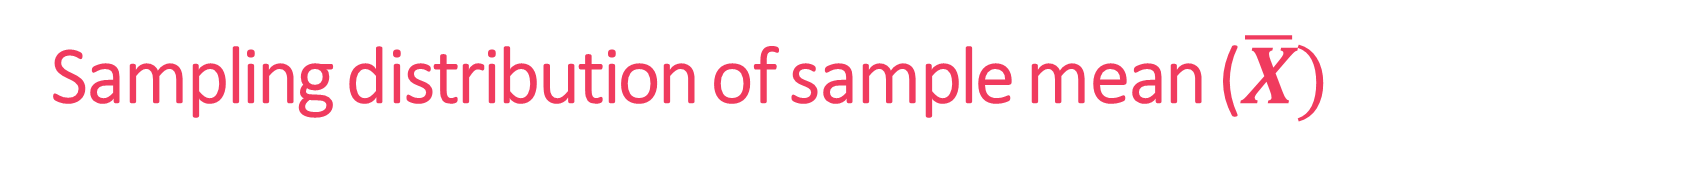 Sampling distribution of sample mean (X̅)